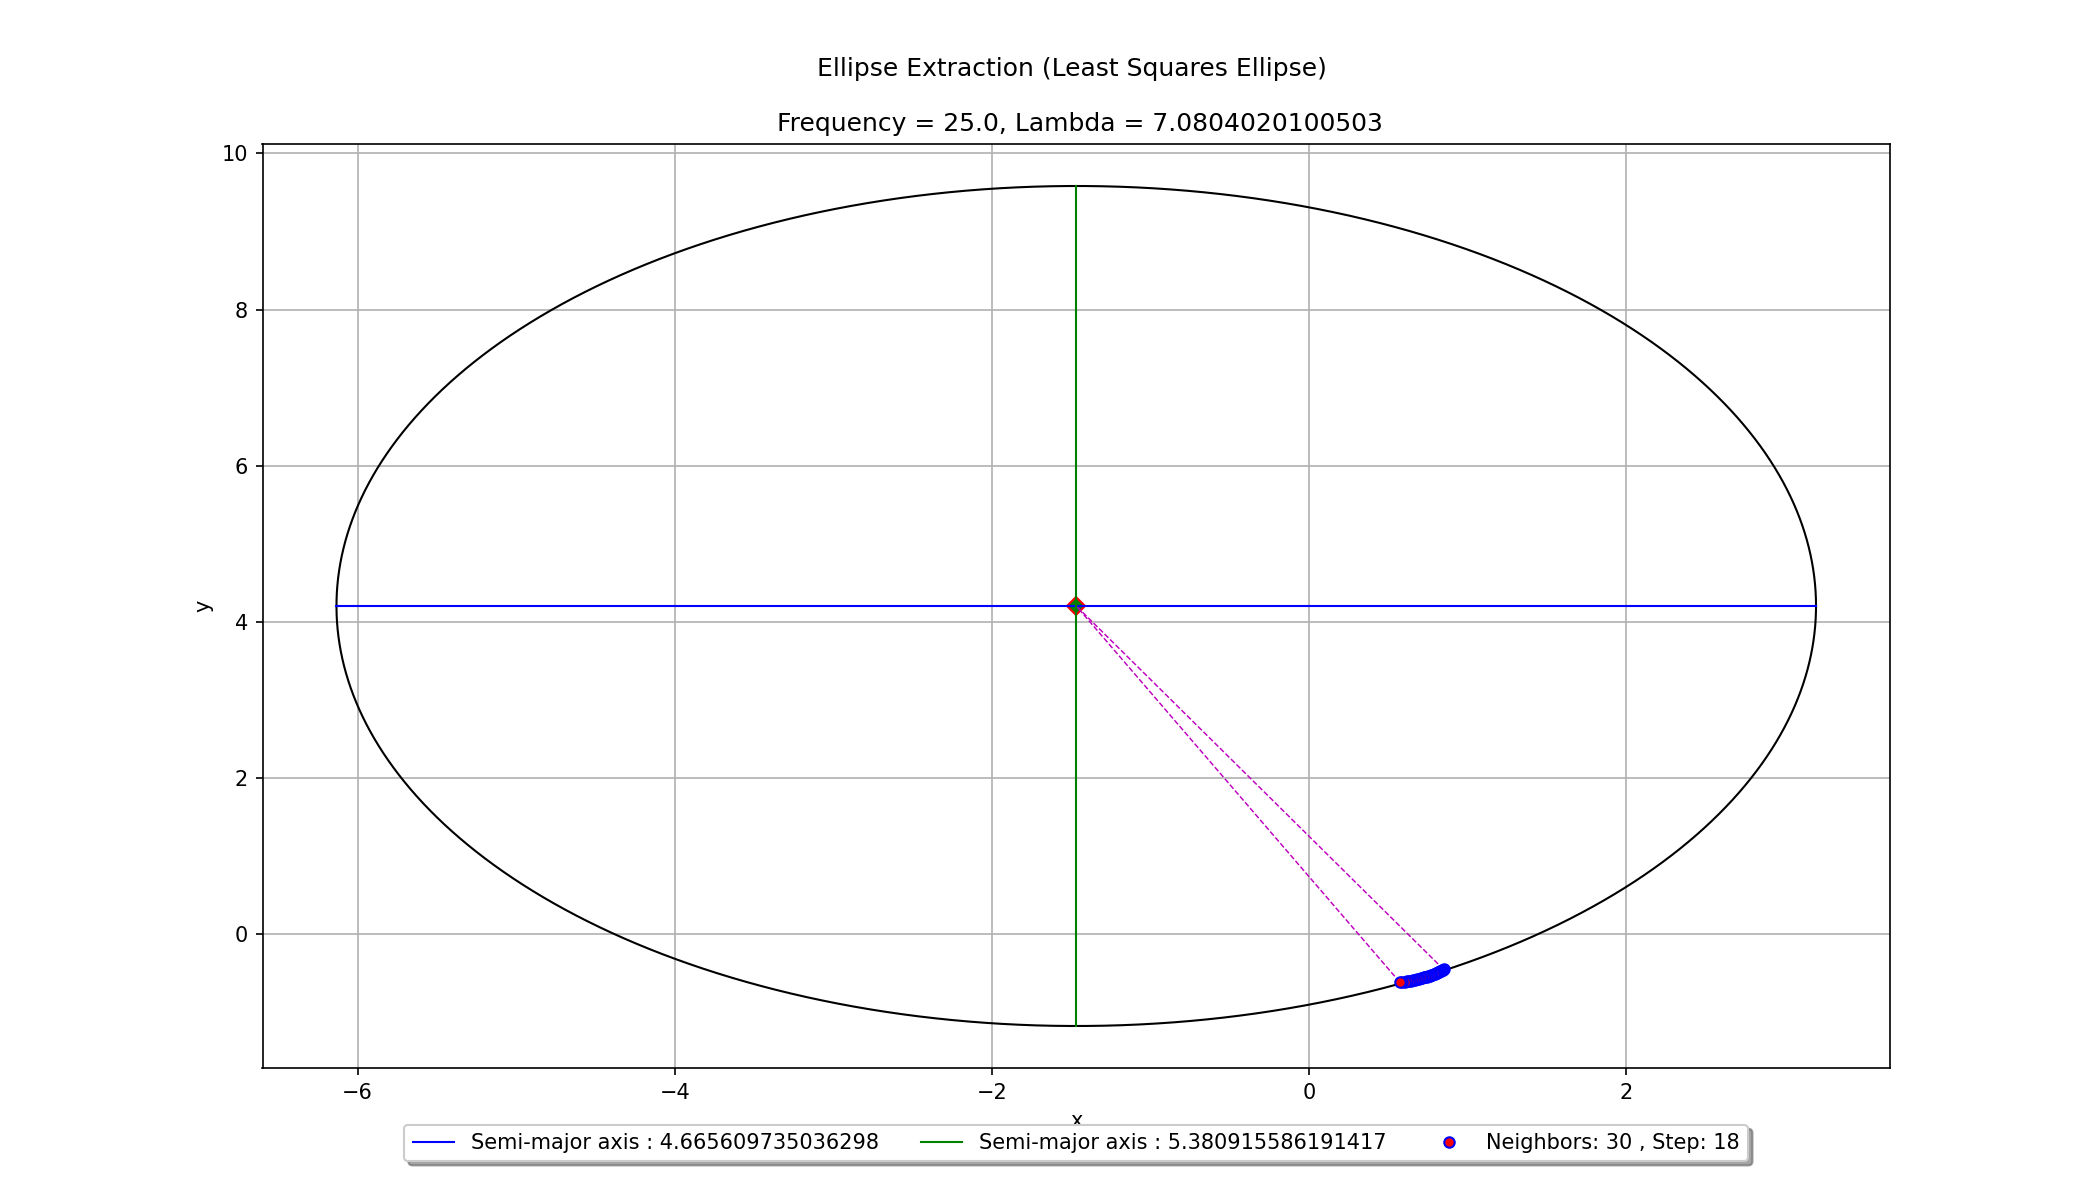 Ellipse Extraction (Least Squares Ellipse)
Frequency = 25.0, Lambda = 7.0804020100503
10
8
6
4
2
0
y
−6 −4 −2 0 2
x
Semi-major axis : 4.665609735036298 Semi-major axis : 5.380915586191417 Neighbors: 30 , Step: 18